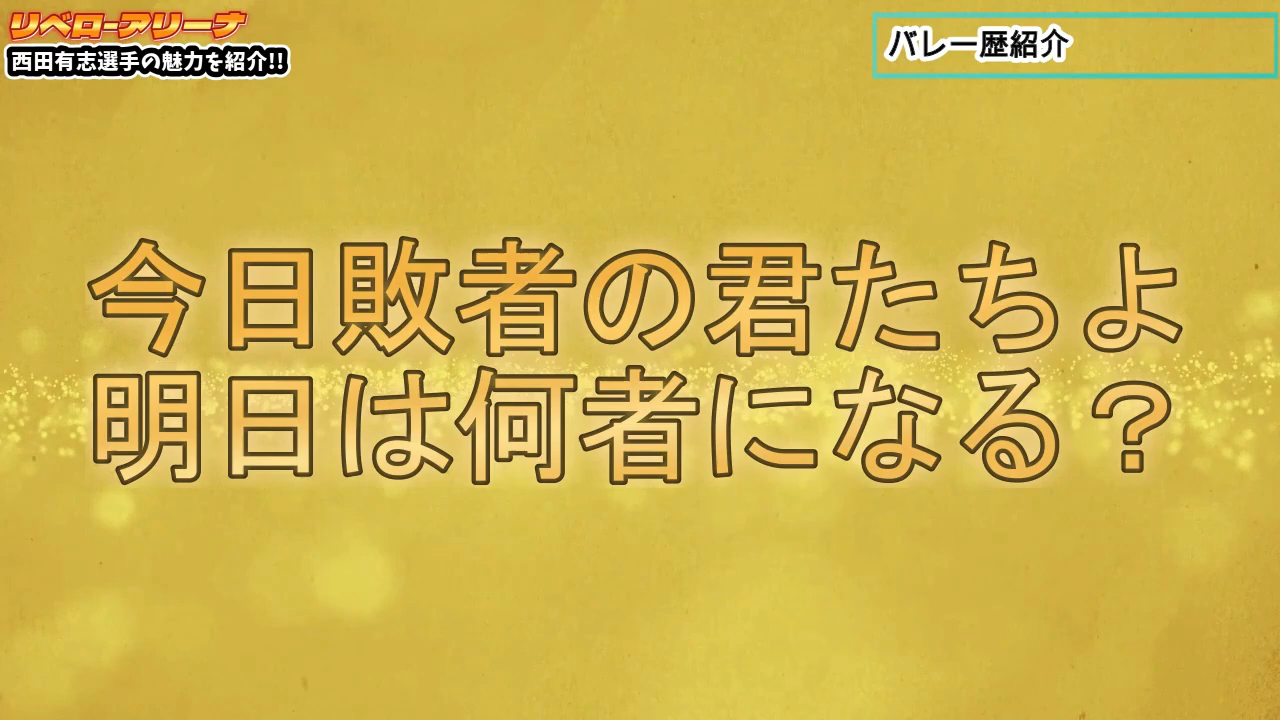 リベロ-アリーナ
西田有志選手の魅力を紹介!!
バレー歴紹介
今日敗者の君たちよ
明日は何者になる？